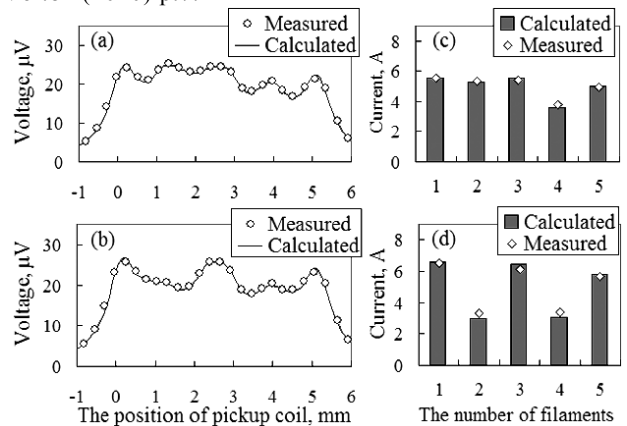 (a)
Measured
Calculated
Voltage, µV
30
20
10
0
-1 0 1 2 3 4 5 6
(c)
Calculated
Measured
Current, A
8
6
4
2
0
1 2 3 4 5
(b)
Measured
Calculated
Voltage, µV
30
20
10
0
-1 0 1 2 3 4 5 6
The position of pickup coil, mm
(d)
Calculated
Measured
Current, A
8
6
4
2
0
1 2 3 4 5
The number of filaments